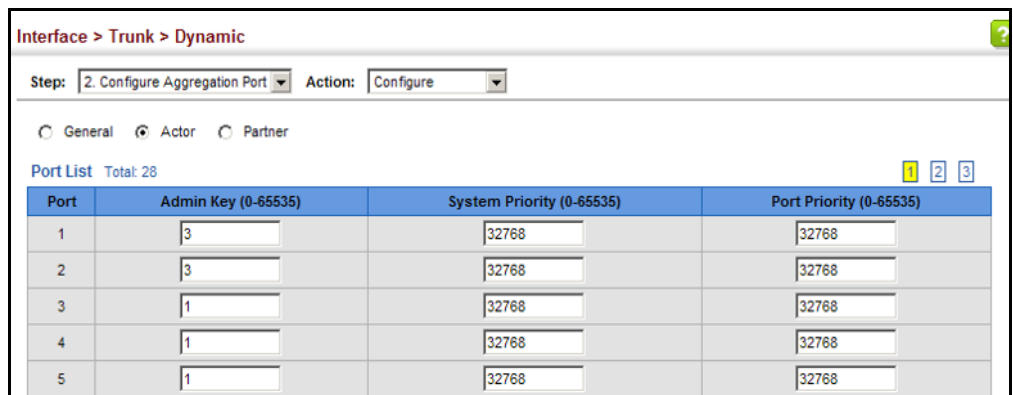 Interface > Trunk > Dynamic
?
Step: 2. Configure Aggregation Port Action: Configure
General Actor Partner
Port List Total: 28 1 2 3
Port Admin Key (0-65535) System Priority (0-65535) Port Priority (0-65535)
1 3 32768 32768
2 3 32768 32768
3 1 32768 32768
4 1 32768 32768
5 1 32768 32768